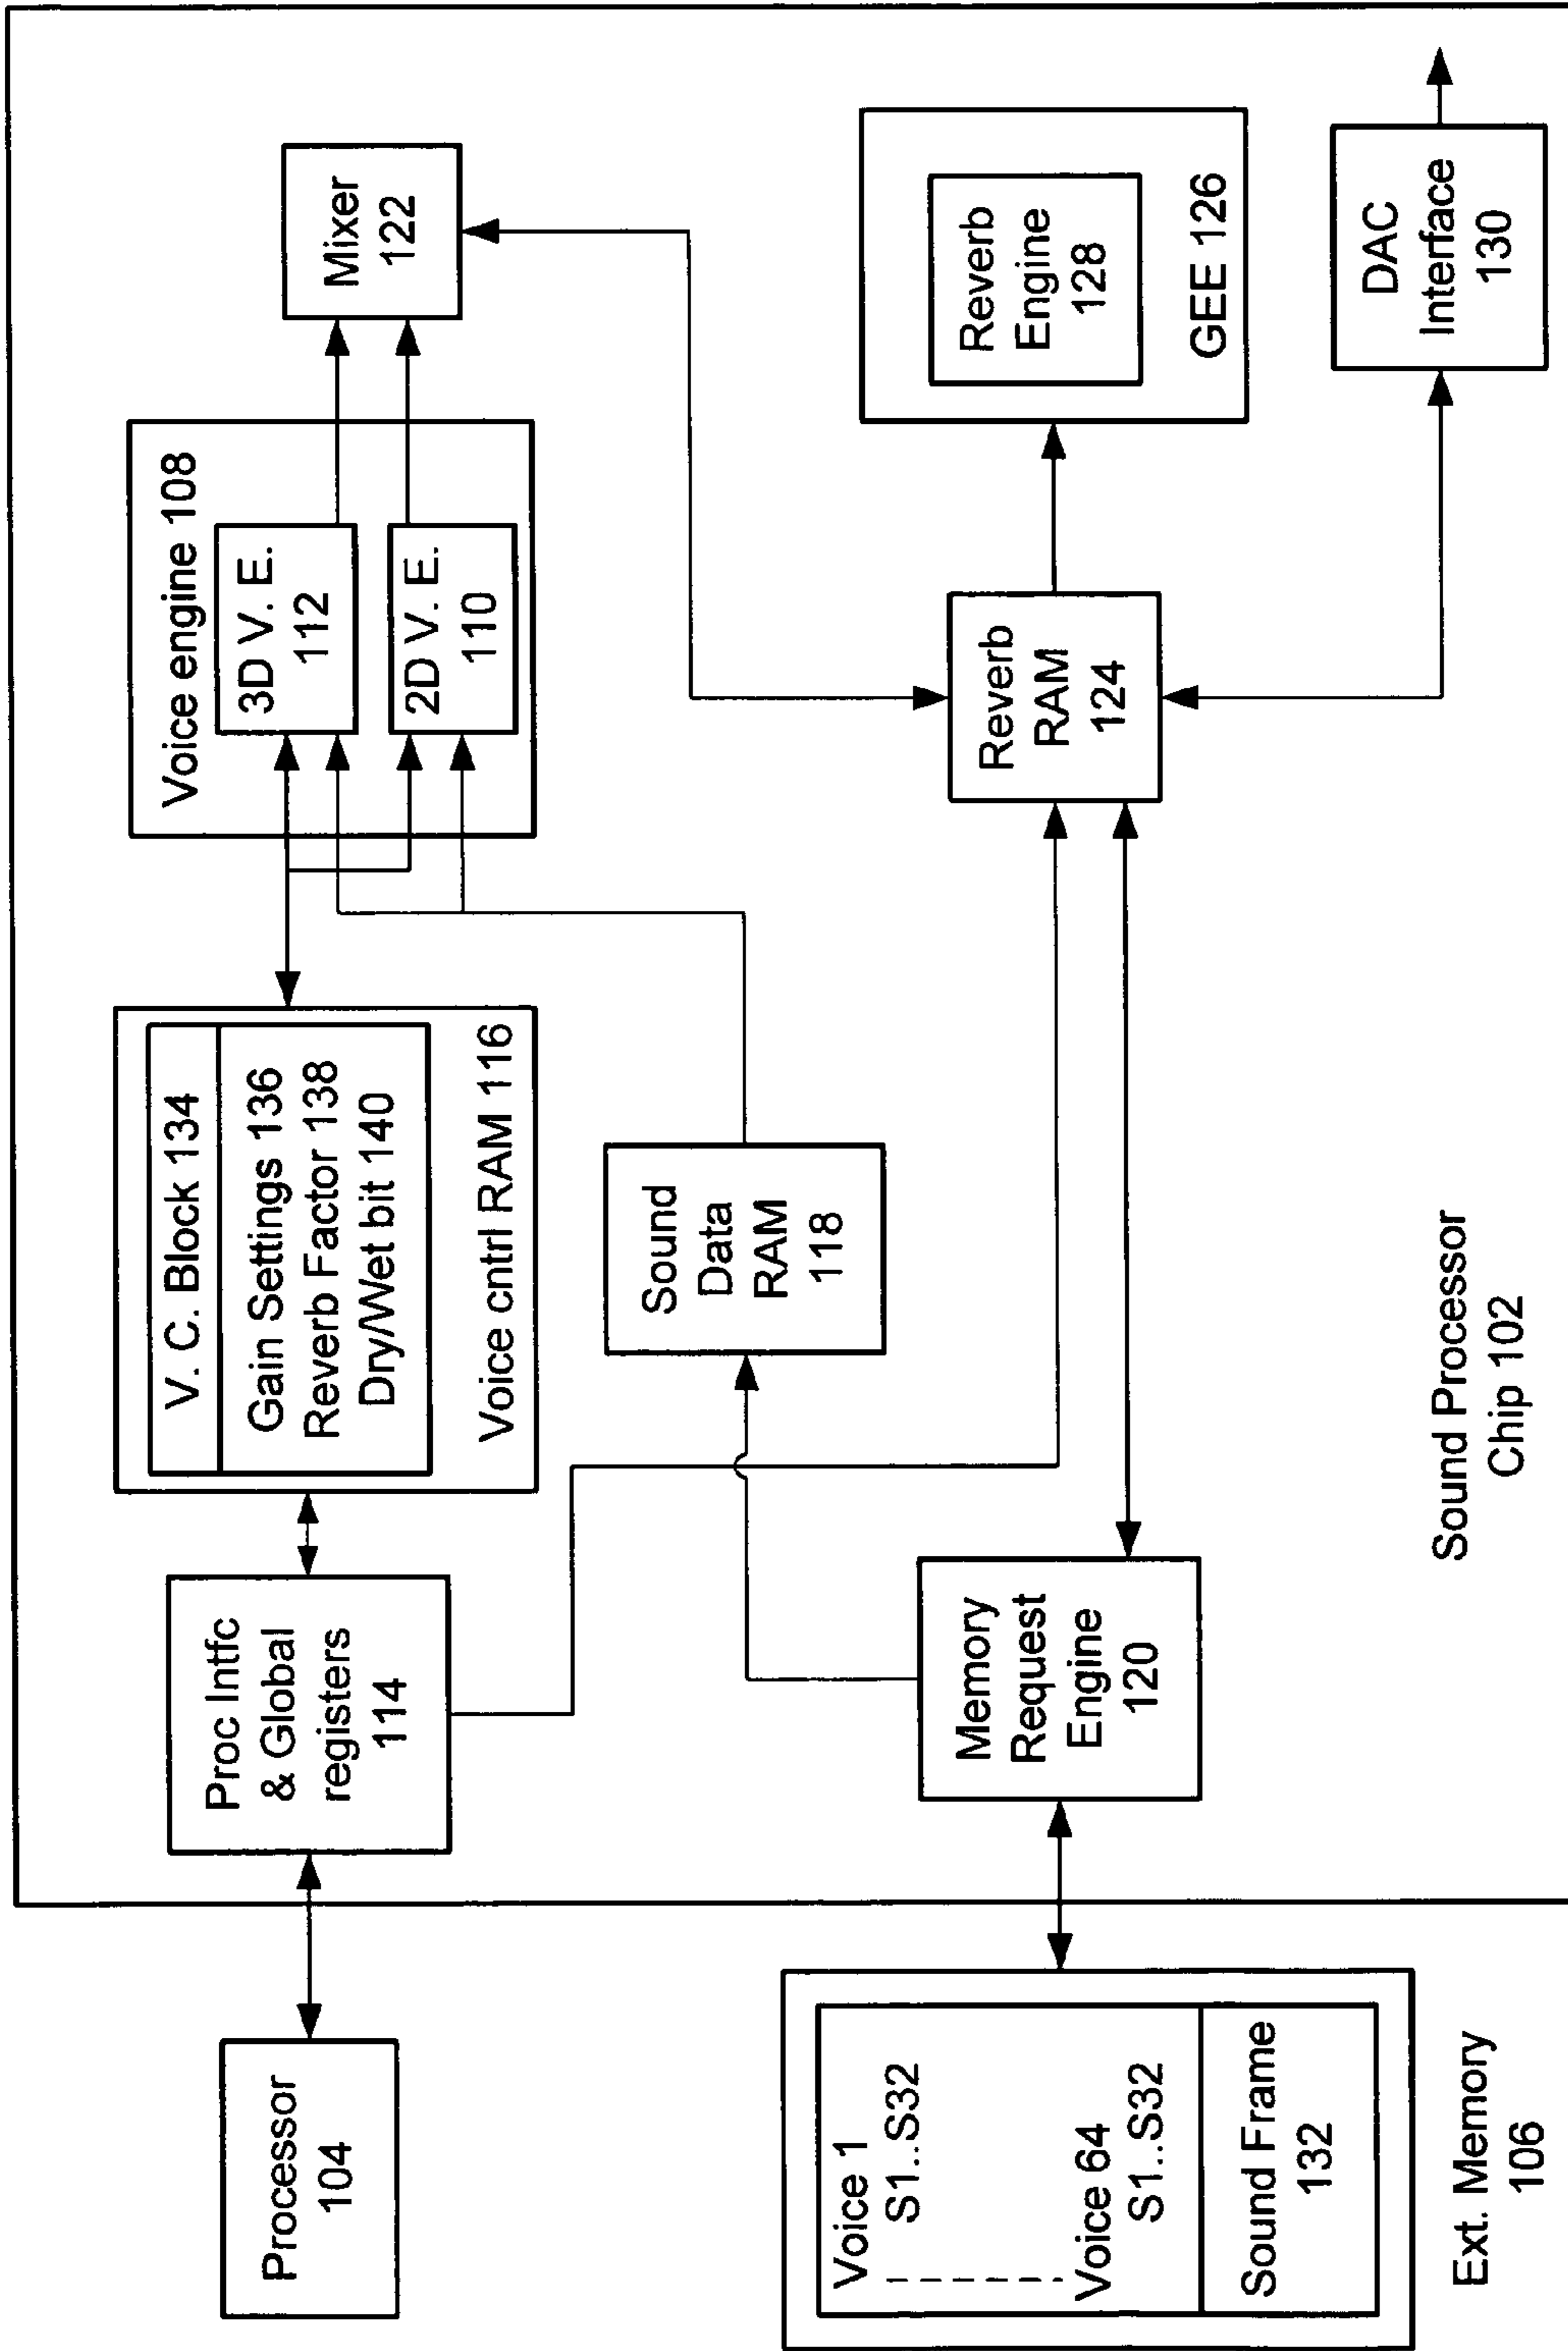 Processor
104
Ext. Memory
106
Voice 1
S1..S32
Voice 64
S1..S32
Sound Frame
132
Proc Intfc
& Global
registers
114
V. C. Block 134
Gain Settings 136
Reverb Factor 138
Dry/Wet bit 140
Voice cntrl RAM 116
Voice engine 108
3D V. E.
112
2D V. E.
110
Mixer
122
Sound
Data
RAM
118
Memory
Request
Engine
120
Reverb
RAM
124
Reverb
Engine
128
GEE 126
DAC
Interface
130
Sound Processor
Chip 102